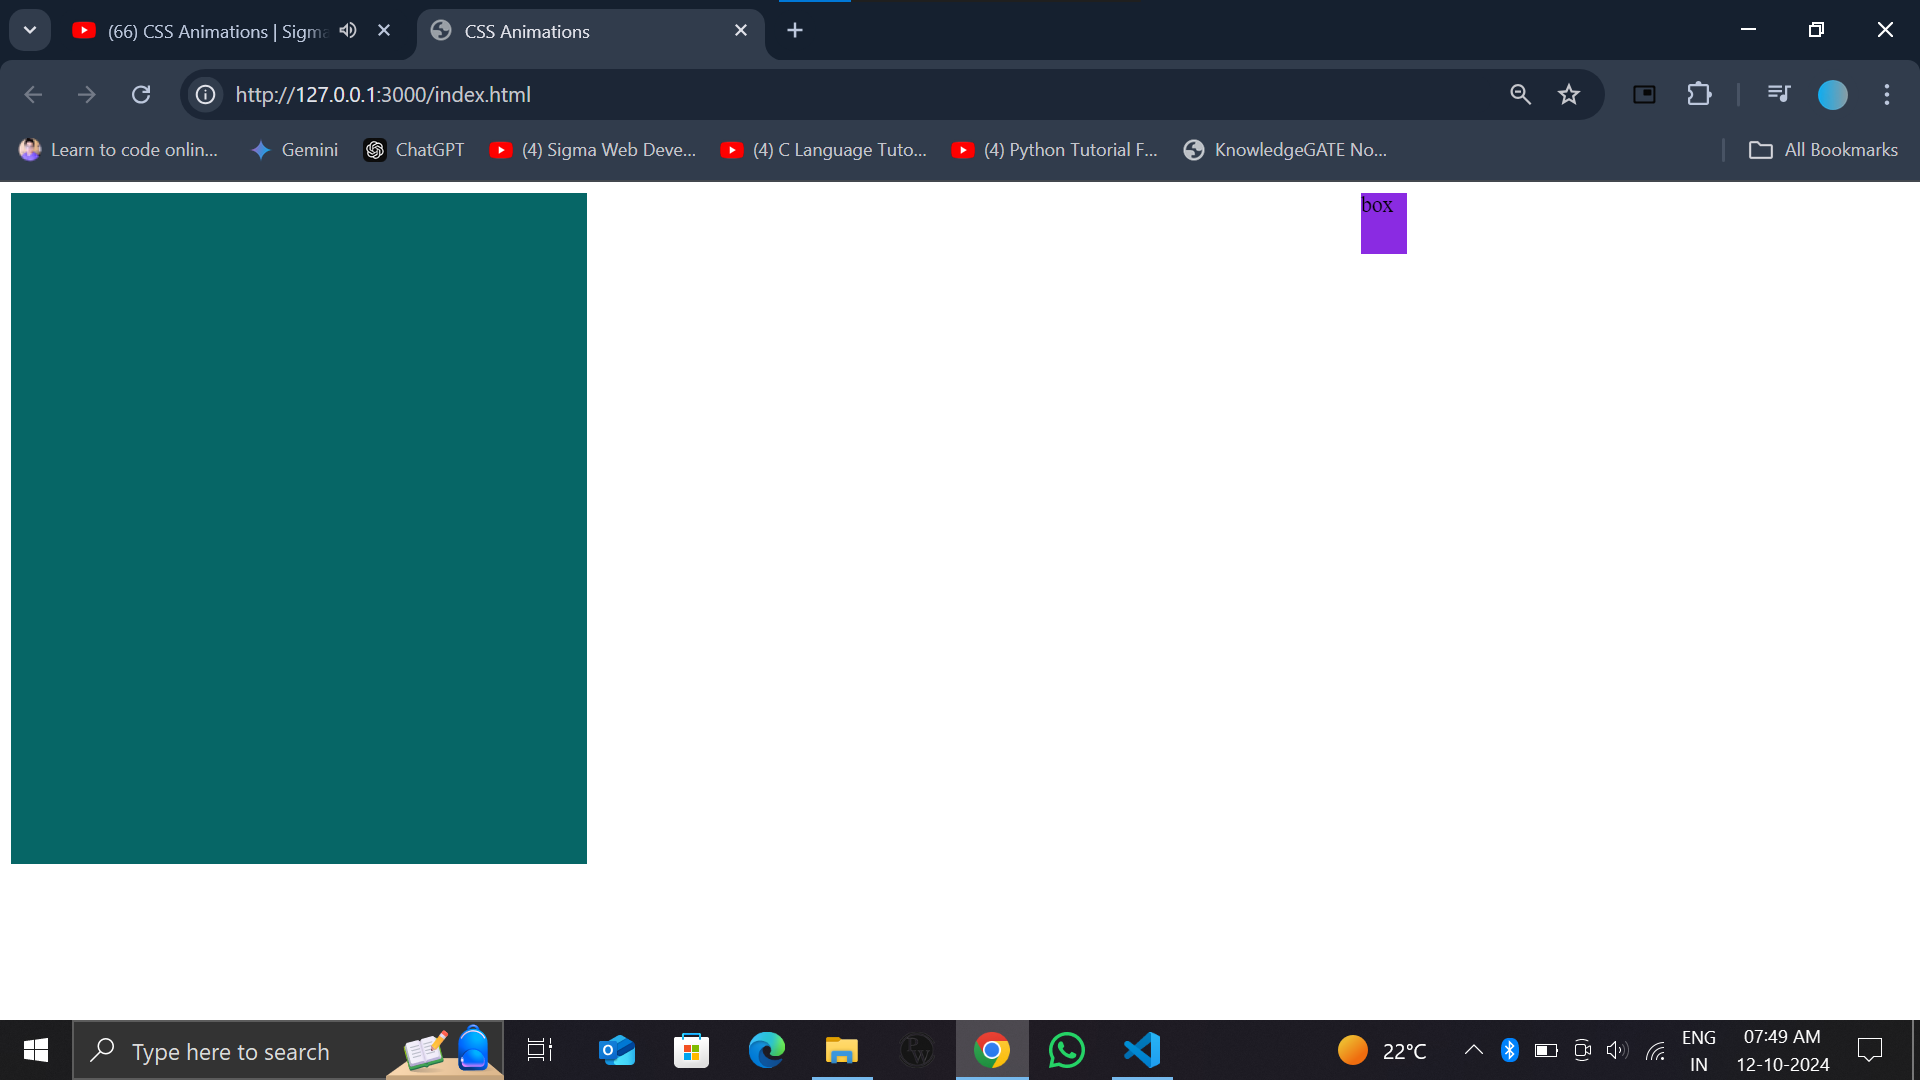 (66) CSS Animations | Sigma
CSS Animations
http://127.0.0.1:3000/index.html
Learn to code onlin...
Gemini
ChatGPT
(4) Sigma Web Deve...
(4) C Language Tuto...
(4) Python Tutorial F...
KnowledgeGATE No...
All Bookmarks
box
Type here to search
22°C
ENG
IN
07:49 AM
12-10-2024